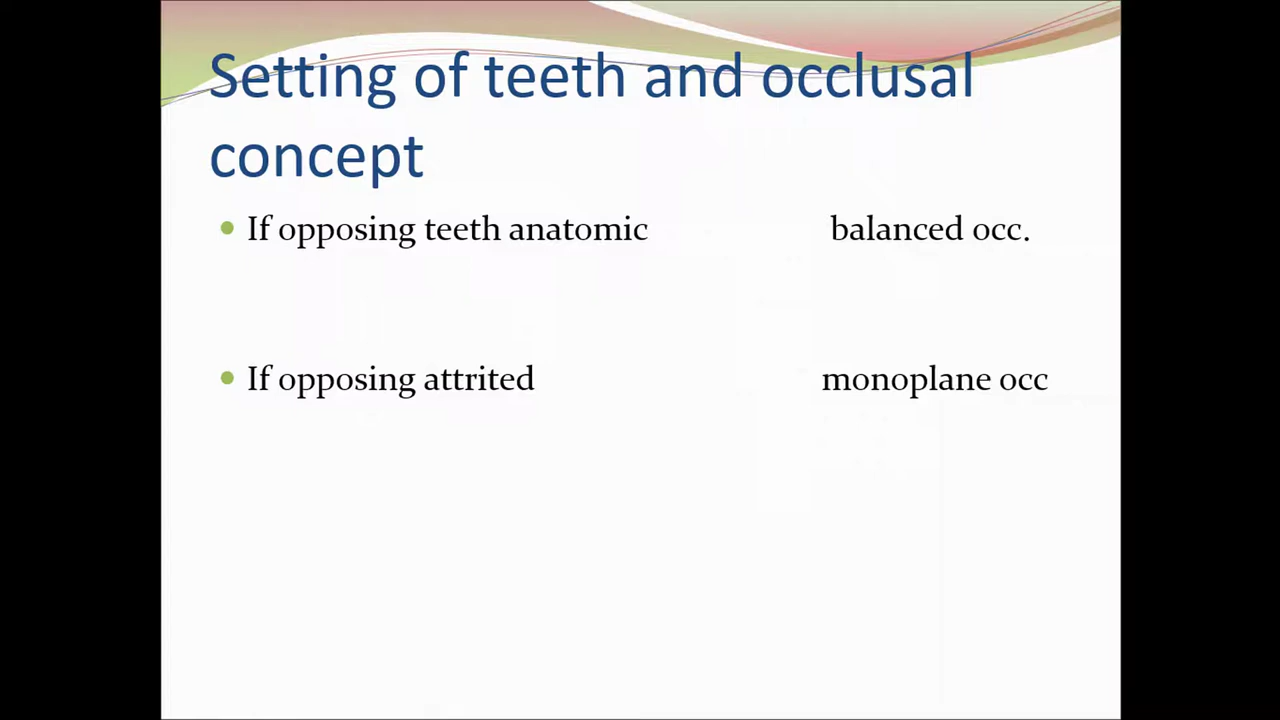 Setting of teeth and occlusal
concept
If opposing teeth anatomic balanced occ.
If opposing attrited monoplane occ